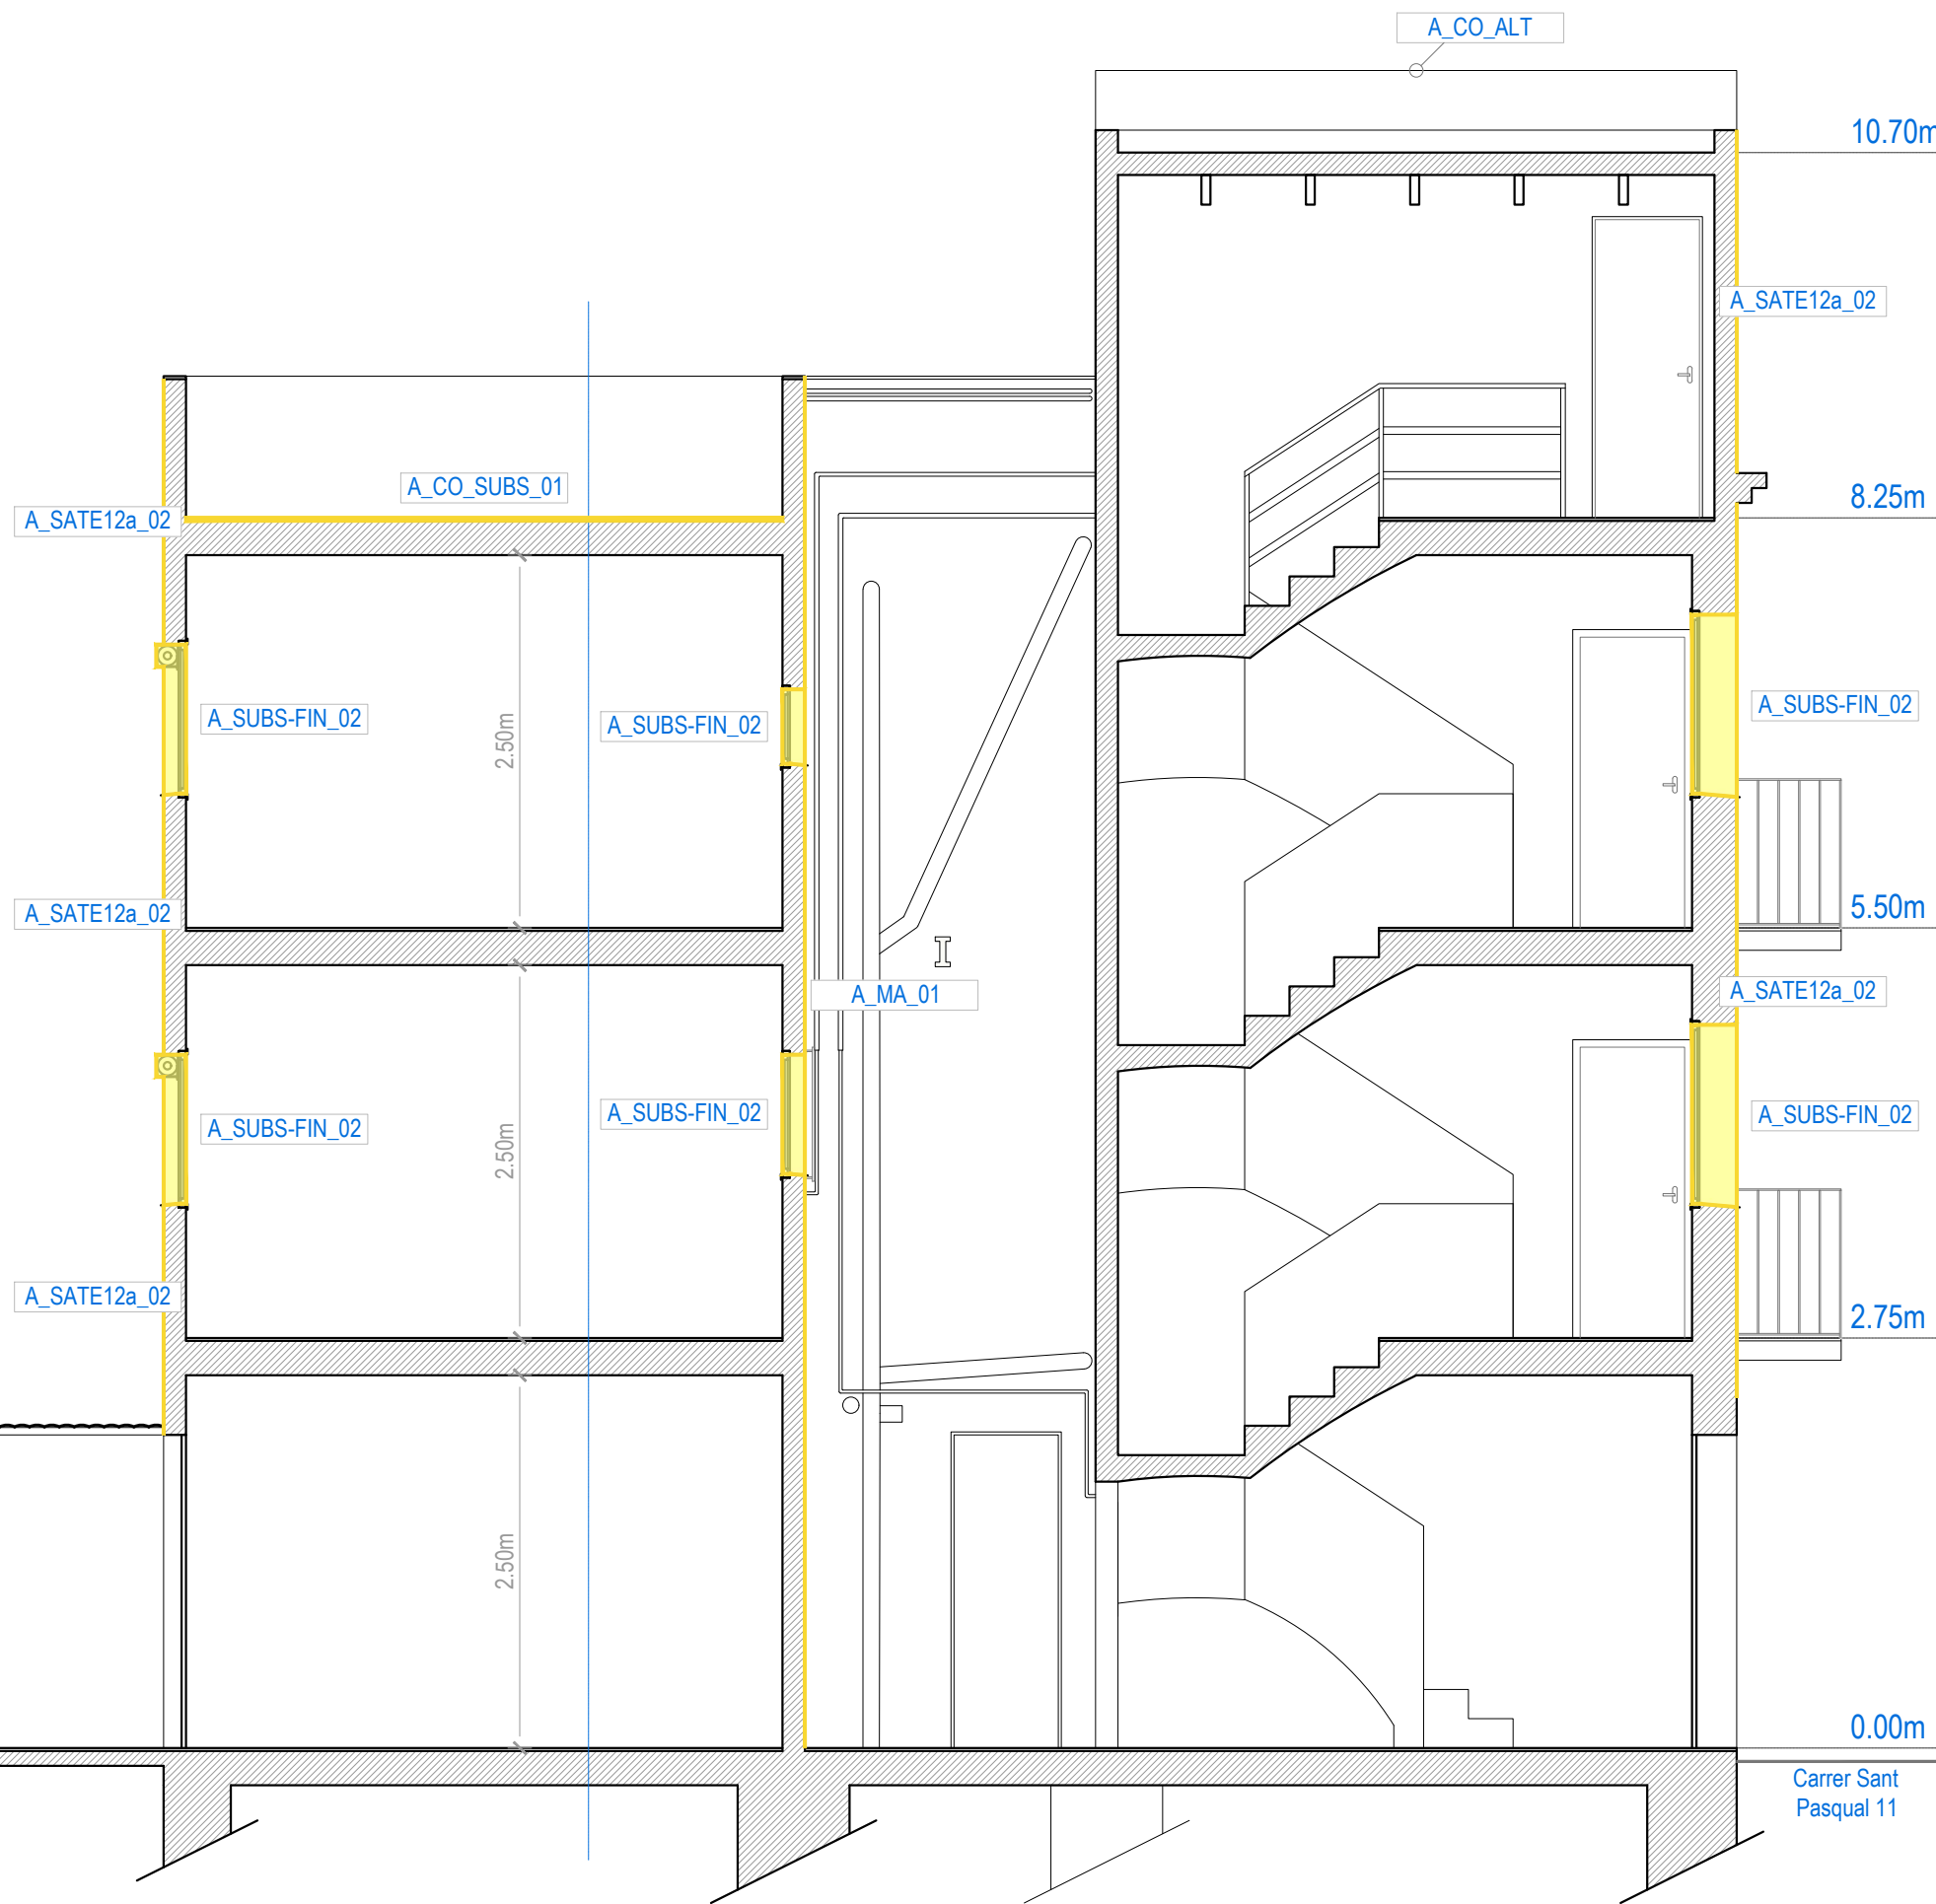 A_CO_ALT
10.70m
A_SATE12a_02
A_CO_SUBS_01
8.25m
A_SATE12a_02
A_SUBS-FIN_02
A_SUBS-FIN_02
2.50m
A_SUBS-FIN_02
5.50m
A_SATE12a_02
A_MA_01
A_SATE12a_02
A_SUBS-FIN_02
A_SUBS-FIN_02
2.50m
A_SUBS-FIN_02
A_SATE12a_02
2.75m
2.50m
0.00m
Carrer Sant
Pasqual 11